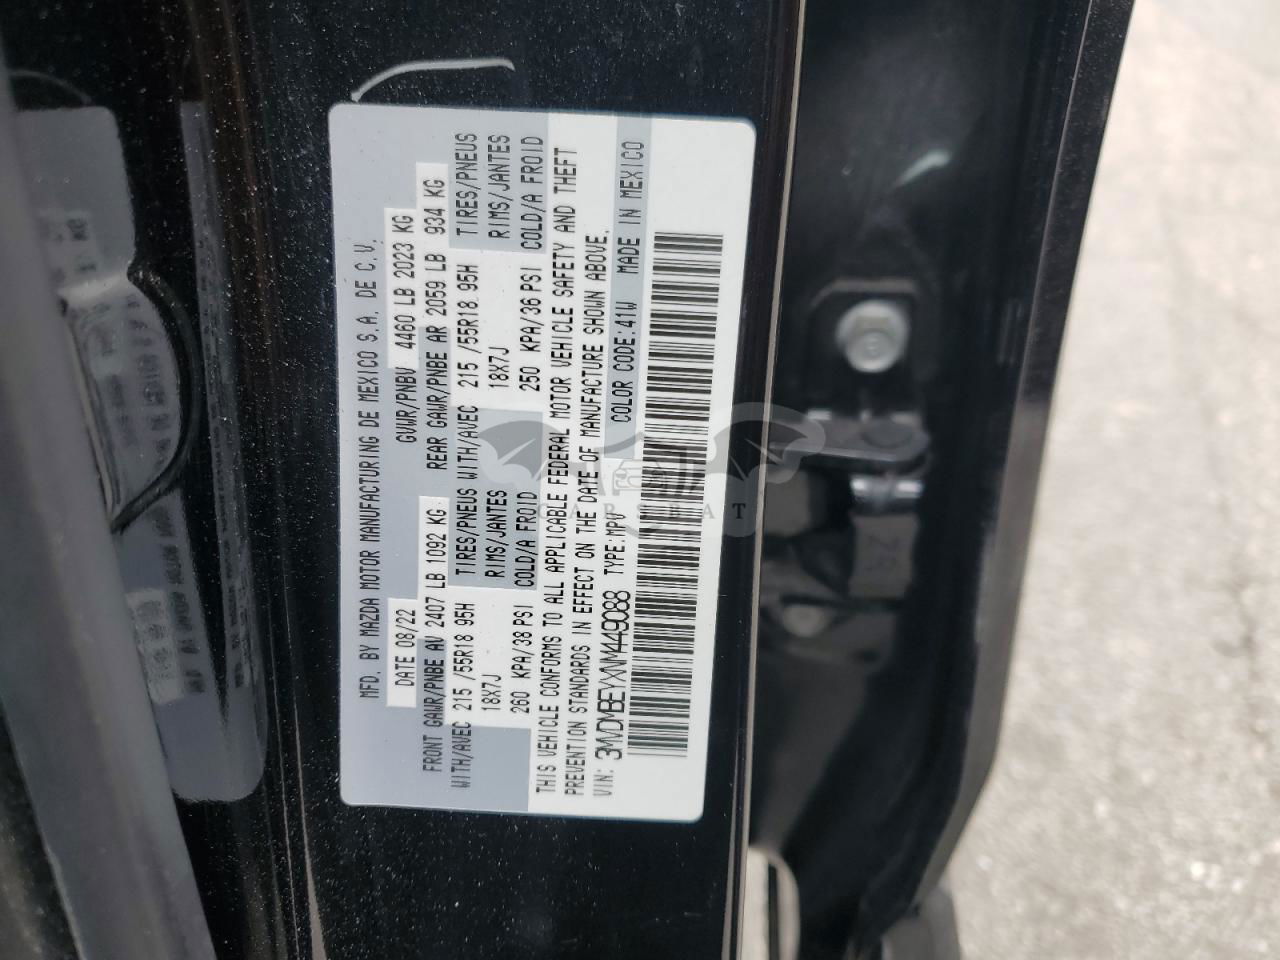 MFD. BY MAZDA MOTOR MANUFACTURING DE MEXICO S.A. DE C.V.
DATE 08/22 GVWR/PNBV 4460 LB 2023 KG
FRONT GAWR/PNBE AV 2407 LB 1092 KG REAR GAWR/PNBE AR 2059 LB 934 KG
WITH/AVEC 215 /55R18 95H TIRES/PNEUS WITH/AVEC 215 /55R18 95H TIRES/PNEUS
18X7J RIMS/JANTES 18X7J RIMS/JANTES
260 KPA/38 PSI COLD/A FROID 250 KPA/36 PSI COLD/A FROID
THIS VEHICLE CONFORMS TO ALL APPLICABLE FEDERAL MOTOR VEHICLE SAFETY AND THEFT
PREVENTION STANDARDS IN EFFECT ON THE DATE OF MANUFACTURE SHOWN ABOVE.
VIN: 3MVDMBEYXNM449088 TYPE:MPV COLOR CODE:41W MADE IN MEXICO
CARSBAT